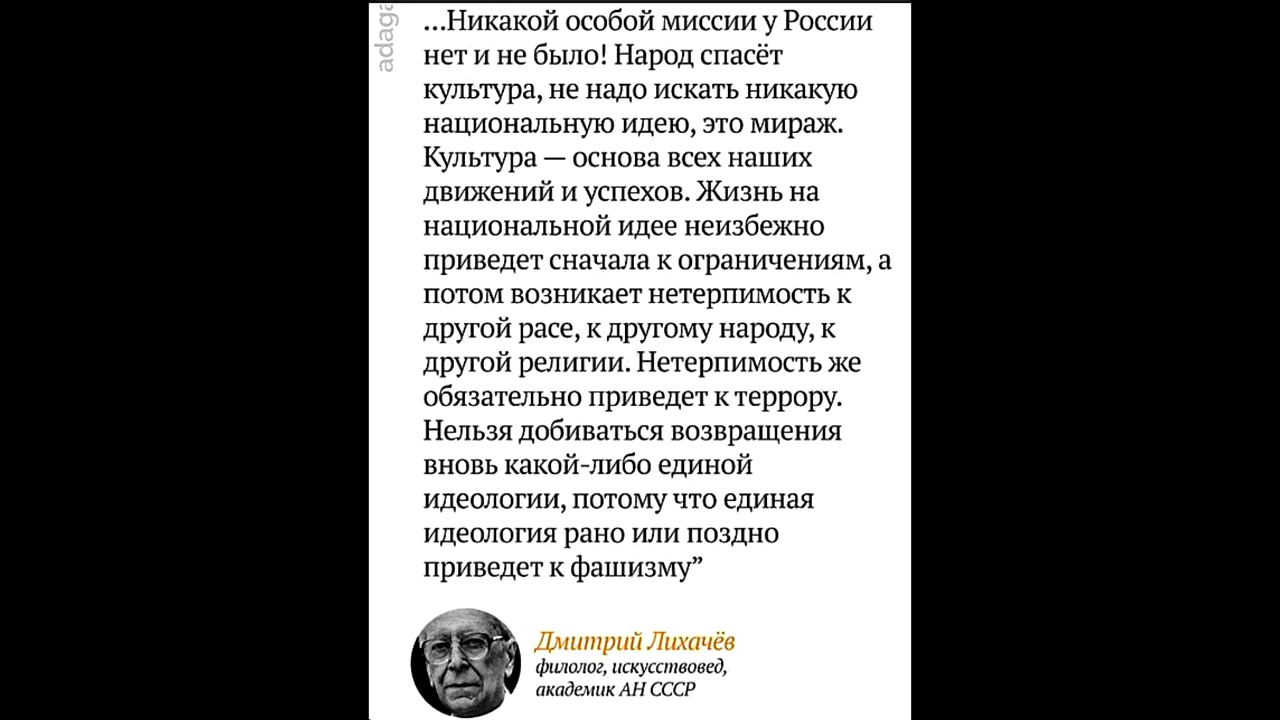 adaga
...Никакой особой миссии у России
нет и не было! Народ спасёт
культура, не надо искать никакую
национальную идею, это мираж.
Культура — основа всех наших
движений и успехов. Жизнь на
национальной идее неизбежно
приведет сначала к ограничениям, а
потом возникает нетерпимость к
другой расе, к другому народу, к
другой религии. Нетерпимость же
обязательно приведет к террору.
Нельзя добиваться возвращения
вновь какой-либо единой
идеологии, потому что единая
идеология рано или поздно
приведет к фашизму”
Дмитрий Лихачёв
филолог, искусствовед,
академик АН СССР